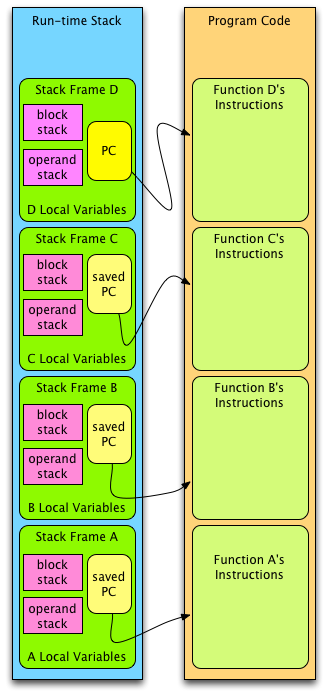 Run-time Stack
Program Code
Stack Frame D
block
stack
operand
stack
PC
D Local Variables
Function D's
Instructions
Stack Frame C
block
stack
operand
stack
saved
PC
C Local Variables
Function C's
Instructions
Stack Frame B
block
stack
operand
stack
saved
PC
B Local Variables
Function B's
Instructions
Stack Frame A
block
stack
operand
stack
saved
PC
A Local Variables
Function A's
Instructions